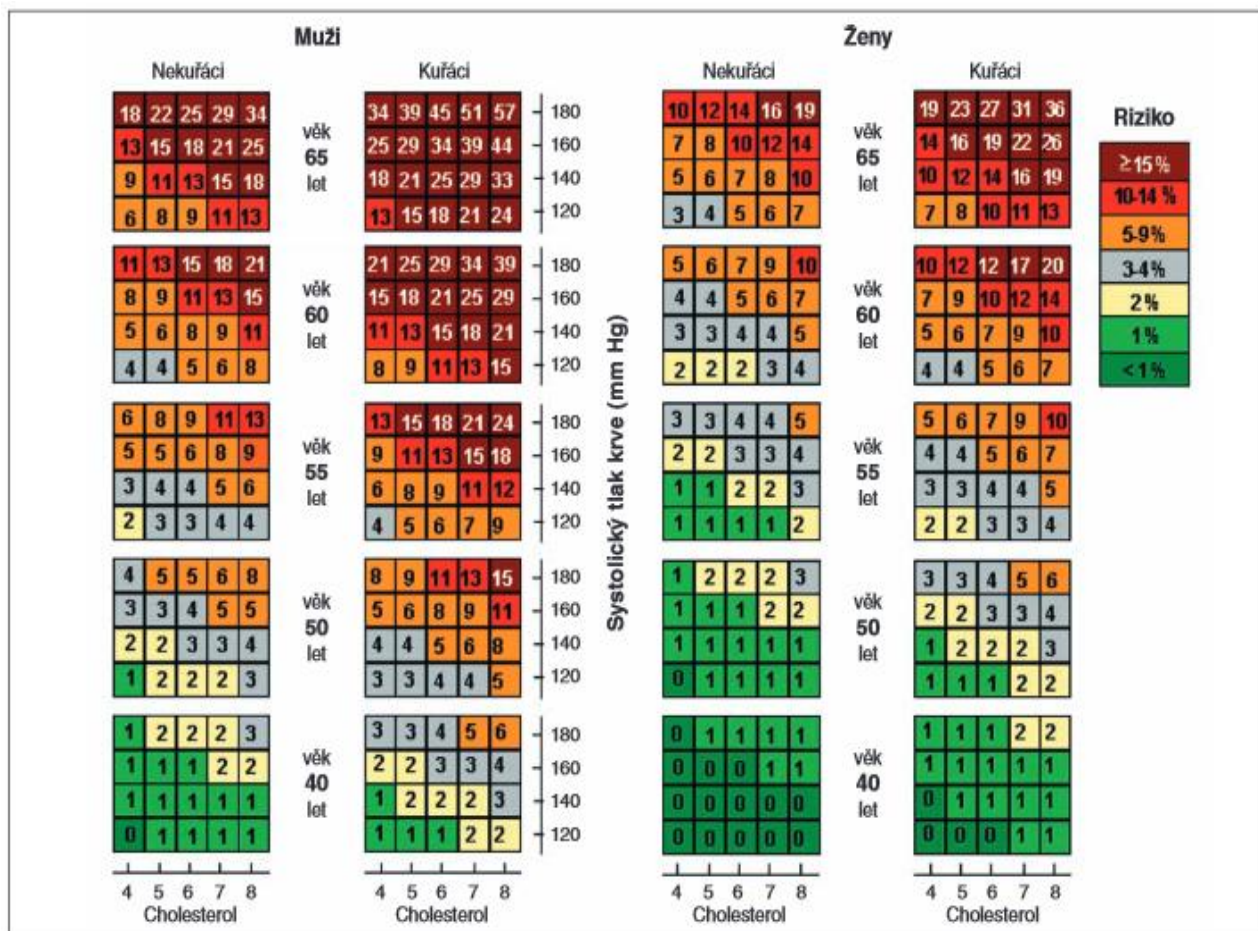 Muži Ženy
Nekuřáci Kuřáci Nekuřáci Kuřáci
18 22 25 29 34 34 39 45 51 57 180 10 12 14 16 19 19 23 27 31 36
13 15 18 21 25 věk 25 29 34 39 44 160 7 8 10 12 14 věk 14 16 19 22 26
65 65
9 11 13 15 18 let 18 21 25 29 33 140 5 6 7 8 10 let 10 12 14 16 19
6 8 9 11 13 13 15 18 21 24 120 3 4 5 6 7 7 8 10 11 13
11 13 15 18 21 21 25 29 34 39 180 5 6 7 9 10 10 12 12 17 20
8 9 11 13 15 věk 15 18 21 25 29 160 4 4 5 6 7 věk 7 9 10 12 14
60 60
5 6 8 9 11 let 11 13 15 18 21 140 3 3 4 4 5 let 5 6 7 9 10
4 4 5 6 8 8 9 11 13 15 120 2 2 2 3 4 4 4 5 6 7
6 8 9 11 13 13 15 18 21 24 180 3 3 4 4 5 5 6 7 9 10
5 5 6 8 9 věk 9 11 13 15 18 160 2 2 3 3 4 věk 4 4 5 6 7
55 55
3 4 4 5 6 let 6 8 9 11 12 140 1 1 2 2 3 let 3 3 4 4 5
2 3 3 4 4 4 5 6 7 9 120 1 1 1 1 2 2 2 3 3 4
4 5 5 6 8 8 9 11 13 15 180 1 2 2 2 3 3 3 4 5 6
3 3 4 5 5 věk 5 6 8 9 11 160 1 1 1 2 2 věk 2 2 3 3 4
50 50
2 2 3 3 4 let 4 4 5 6 8 140 1 1 1 1 1 let 1 2 2 2 3
1 2 2 2 3 3 3 4 4 5 120 0 1 1 1 1 1 1 1 2 2
1 2 2 2 3 3 3 4 5 6 180 0 1 1 1 1 1 1 1 2 2
1 1 1 2 2 věk 2 2 3 3 4 160 0 0 0 1 1 věk 1 1 1 1 1
40 40
1 1 1 1 1 let 1 2 2 2 3 140 0 0 0 0 0 let 0 1 1 1 1
0 1 1 1 1 1 1 1 2 2 120 0 0 0 0 0 0 0 0 1 1
4 5 6 7 8 4 5 6 7 8 4 5 6 7 8 4 5 6 7 8
Cholesterol Cholesterol Cholesterol Cholesterol
Systolický tlak krve (mm Hg)
Riziko
≥15 %
10-14 %
5-9%
3-4%
2 %
1 %
<1 %